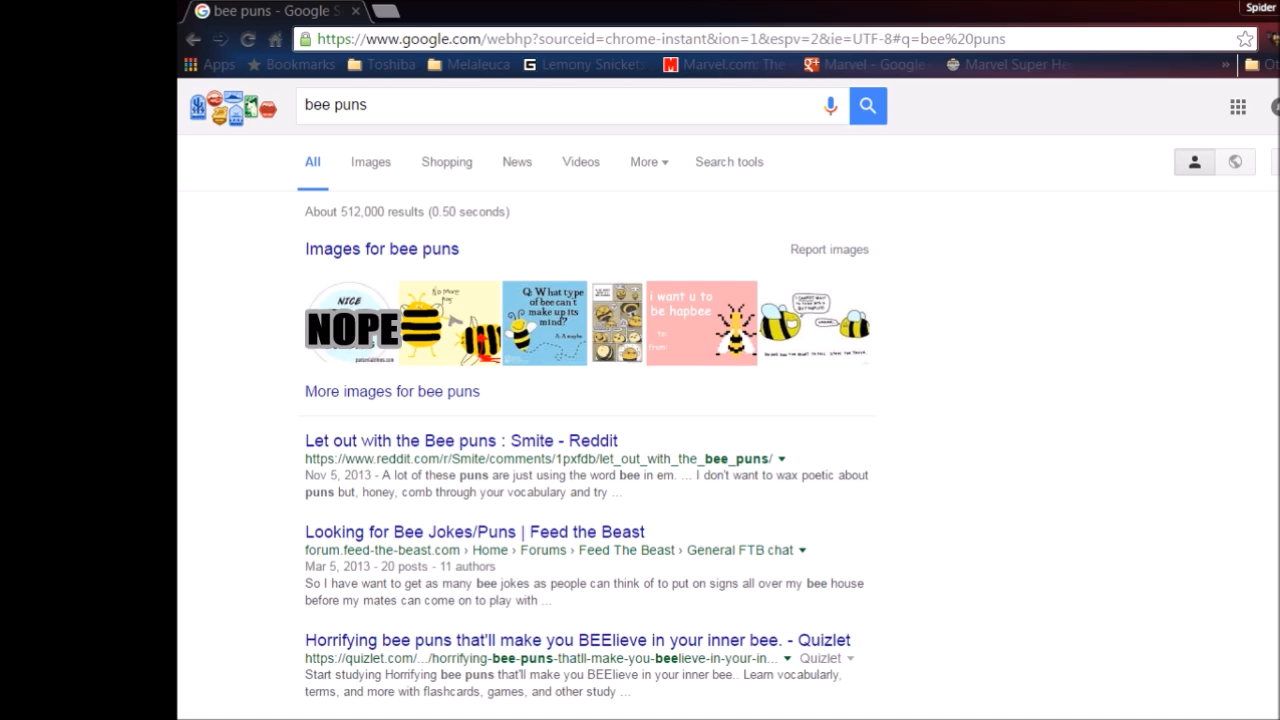 bee puns - Google S
Spider
https://www.google.com/webhp?sourceid=chrome-instant&ion=1&espv=2&ie=UTF-8#q=bee%20puns
Apps Bookmarks Toshiba Melaleuca Lemony Snickets Marvel.com: The Marvel - Google Marvel Super He » Ot
bee puns
All Images Shopping News Videos More Search tools
About 512,000 results (0.50 seconds)
Images for bee puns Report images
NICE
NOPE
No More
Q: What type
of bee can't
make up its
mind?
A: A maybe
i want u to
be hapbee
to:
from:
More images for bee puns
Let out with the Bee puns : Smite - Reddit
https://www.reddit.com/r/Smite/comments/1pxfdb/let_out_with_the_bee_puns/
Nov 5, 2013 - A lot of these puns are just using the word bee in em. ... I don't want to wax poetic about
puns but, honey, comb through your vocabulary and try ...
Looking for Bee Jokes/Puns | Feed the Beast
forum.feed-the-beast.com › Home › Forums › Feed The Beast › General FTB chat
Mar 5, 2013 - 20 posts - 11 authors
So I have want to get as many bee jokes as people can think of to put on signs all over my bee house
before my mates can come on to play with ...
Horrifying bee puns that'll make you BEElieve in your inner bee. - Quizlet
https://quizlet.com/.../horrifying-bee-puns-thatll-make-you-beelieve-in-your-in... Quizlet
Start studying Horrifying bee puns that'll make you BEElieve in your inner bee.. Learn vocabularly,
terms, and more with flashcards, games, and other study ...